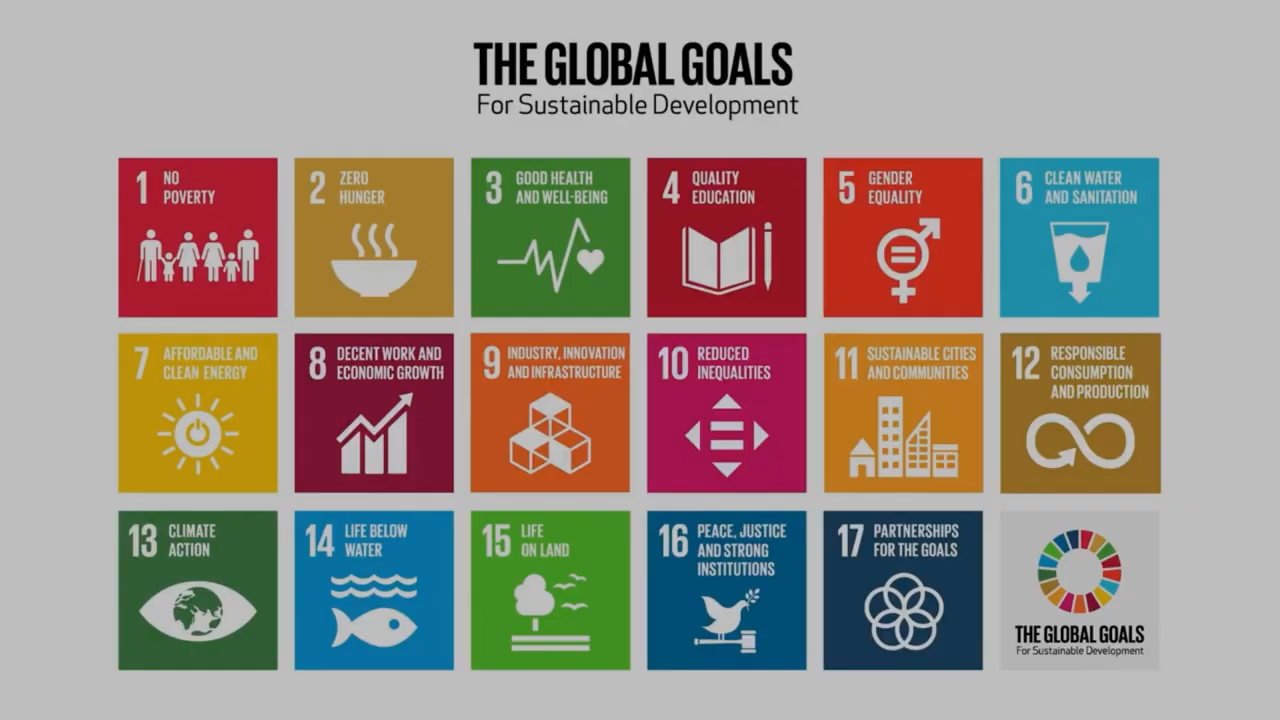 THE GLOBAL GOALS
For Sustainable Development
1 NO
POVERTY
2 ZERO
HUNGER
3 GOOD HEALTH
AND WELL-BEING
4 QUALITY
EDUCATION
5 GENDER
EQUALITY
6 CLEAN WATER
AND SANITATION
7 AFFORDABLE AND
CLEAN ENERGY
8 DECENT WORK AND
ECONOMIC GROWTH
9 INDUSTRY, INNOVATION
AND INFRASTRUCTURE
10 REDUCED
INEQUALITIES
11 SUSTAINABLE CITIES
AND COMMUNITIES
12 RESPONSIBLE
CONSUMPTION
AND PRODUCTION
13 CLIMATE
ACTION
14 LIFE BELOW
WATER
15 LIFE
ON LAND
16 PEACE, JUSTICE
AND STRONG
INSTITUTIONS
17 PARTNERSHIPS
FOR THE GOALS
THE GLOBAL GOALS
For Sustainable Development